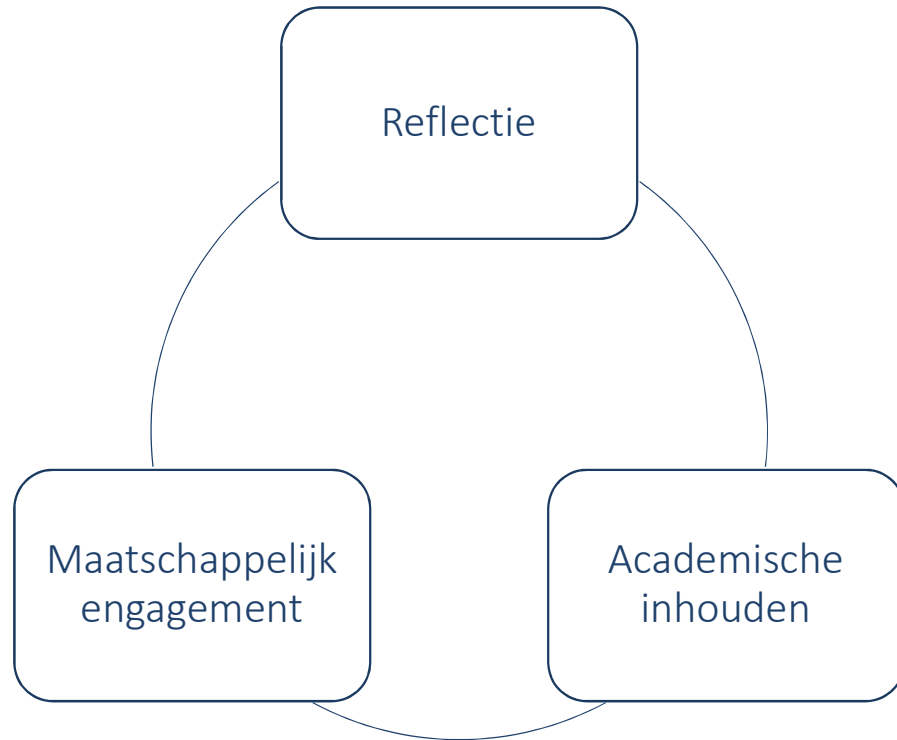 Reflectie
Maatschappelijk
engagement
Academische
inhouden